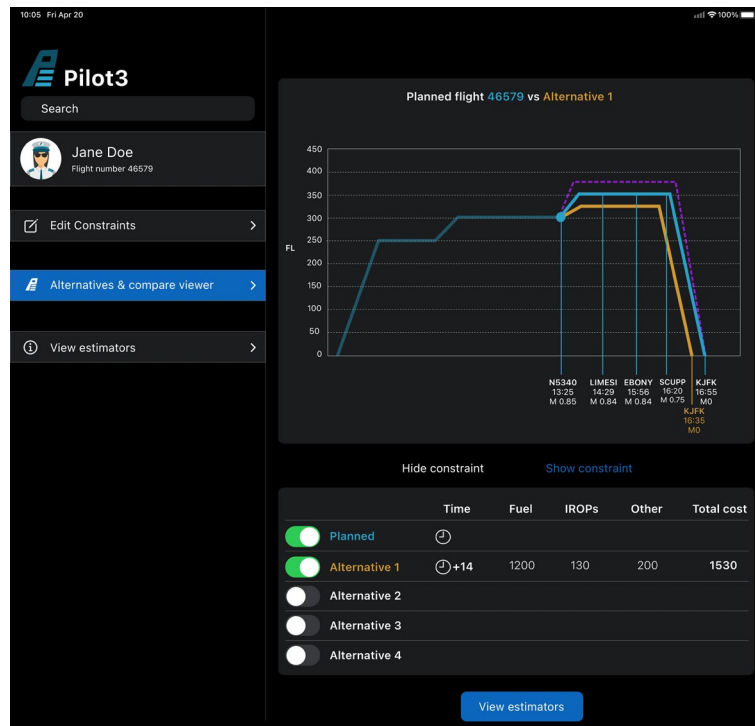 10:05 Fri Apr 20
100%
Pilot3
Search
Jane Doe
Flight number 46579
Edit Constraints
Alternatives & compare viewer
View estimators
Planned flight 46579 vs Alternative 1
450
400
350
300
FL
250
200
150
100
50
0
N5340 LIMESI EBONY SCUPP KJFK
13:25 14:29 15:56 16:20 16:55
M 0.85 M 0.84 M 0.84 M 0.75 M0
KJFK
16:35
M0
Hide constraint Show constraint
Time Fuel IROPs Other Total cost
Planned
Alternative 1 +14 1200 130 200 1530
Alternative 2
Alternative 3
Alternative 4
View estimators